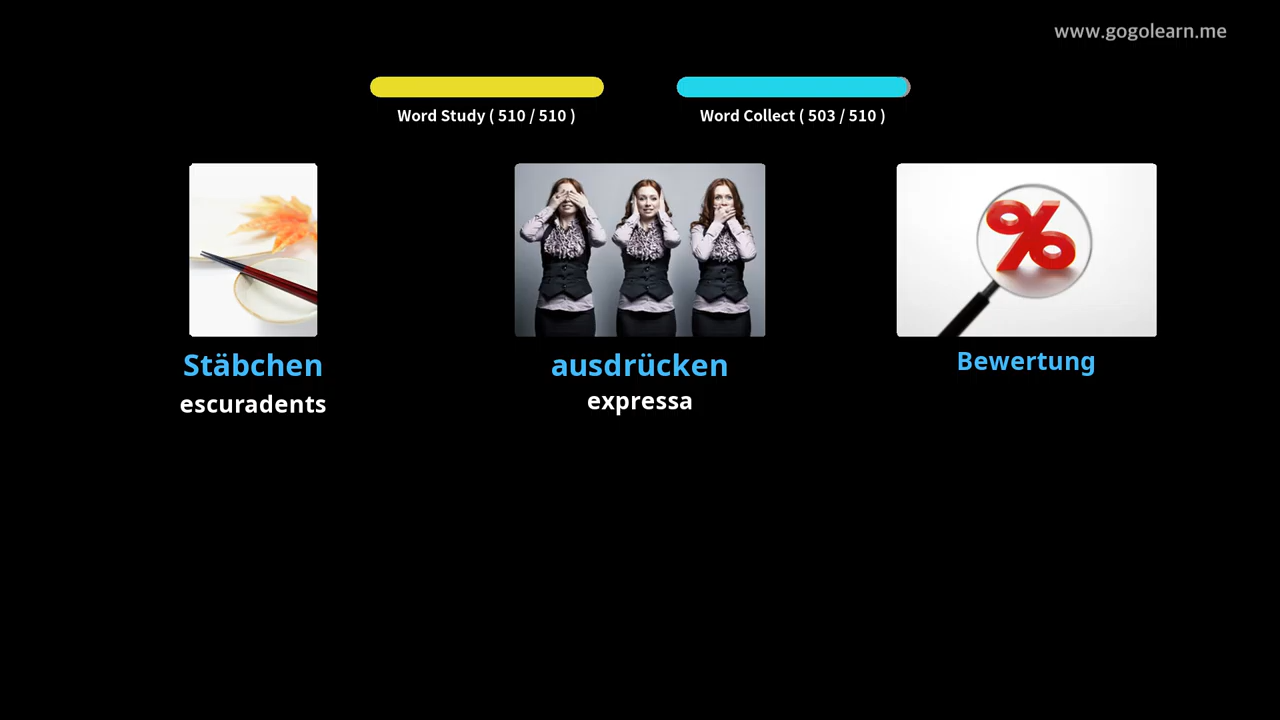 www.gogolearn.me
Word Study ( 510 / 510 )
Word Collect ( 503 / 510 )
Stäbchen
escuradents
ausdrücken
expressa
Bewertung